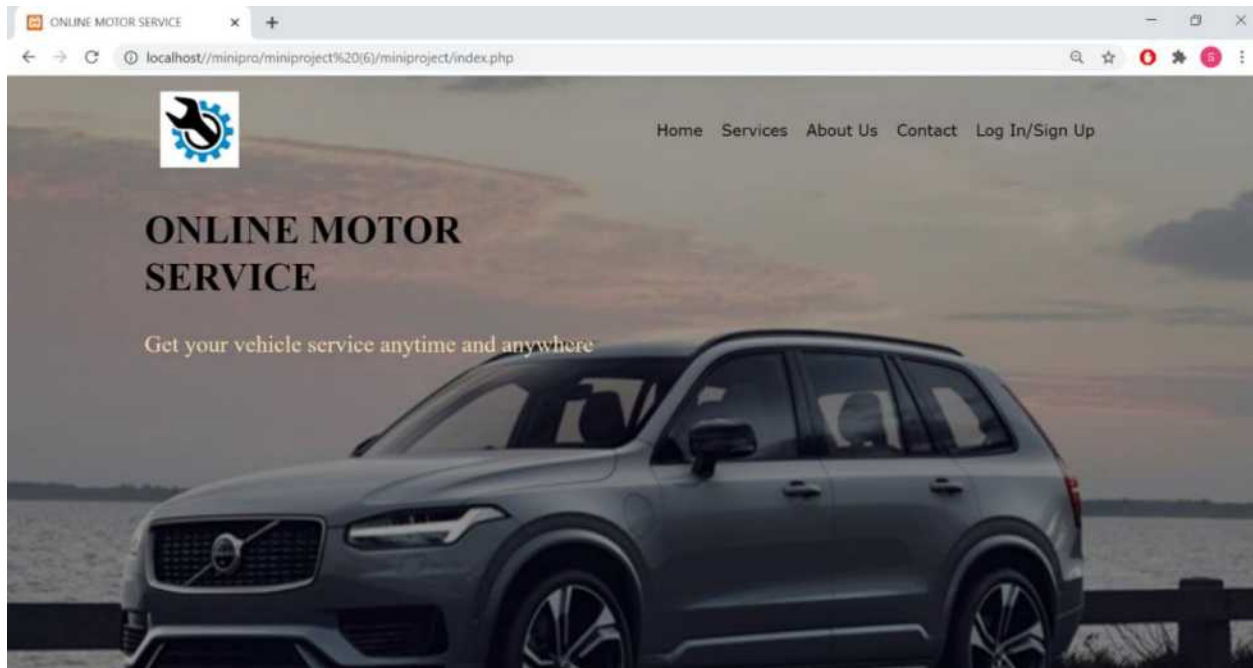 ONLINE MOTOR SERVICE
localhost//minipro/miniproject%20(6)/miniproject/index.php
S
Home Services About Us Contact Log In/Sign Up
ONLINE MOTOR
SERVICE
Get your vehicle service anytime and anywhere